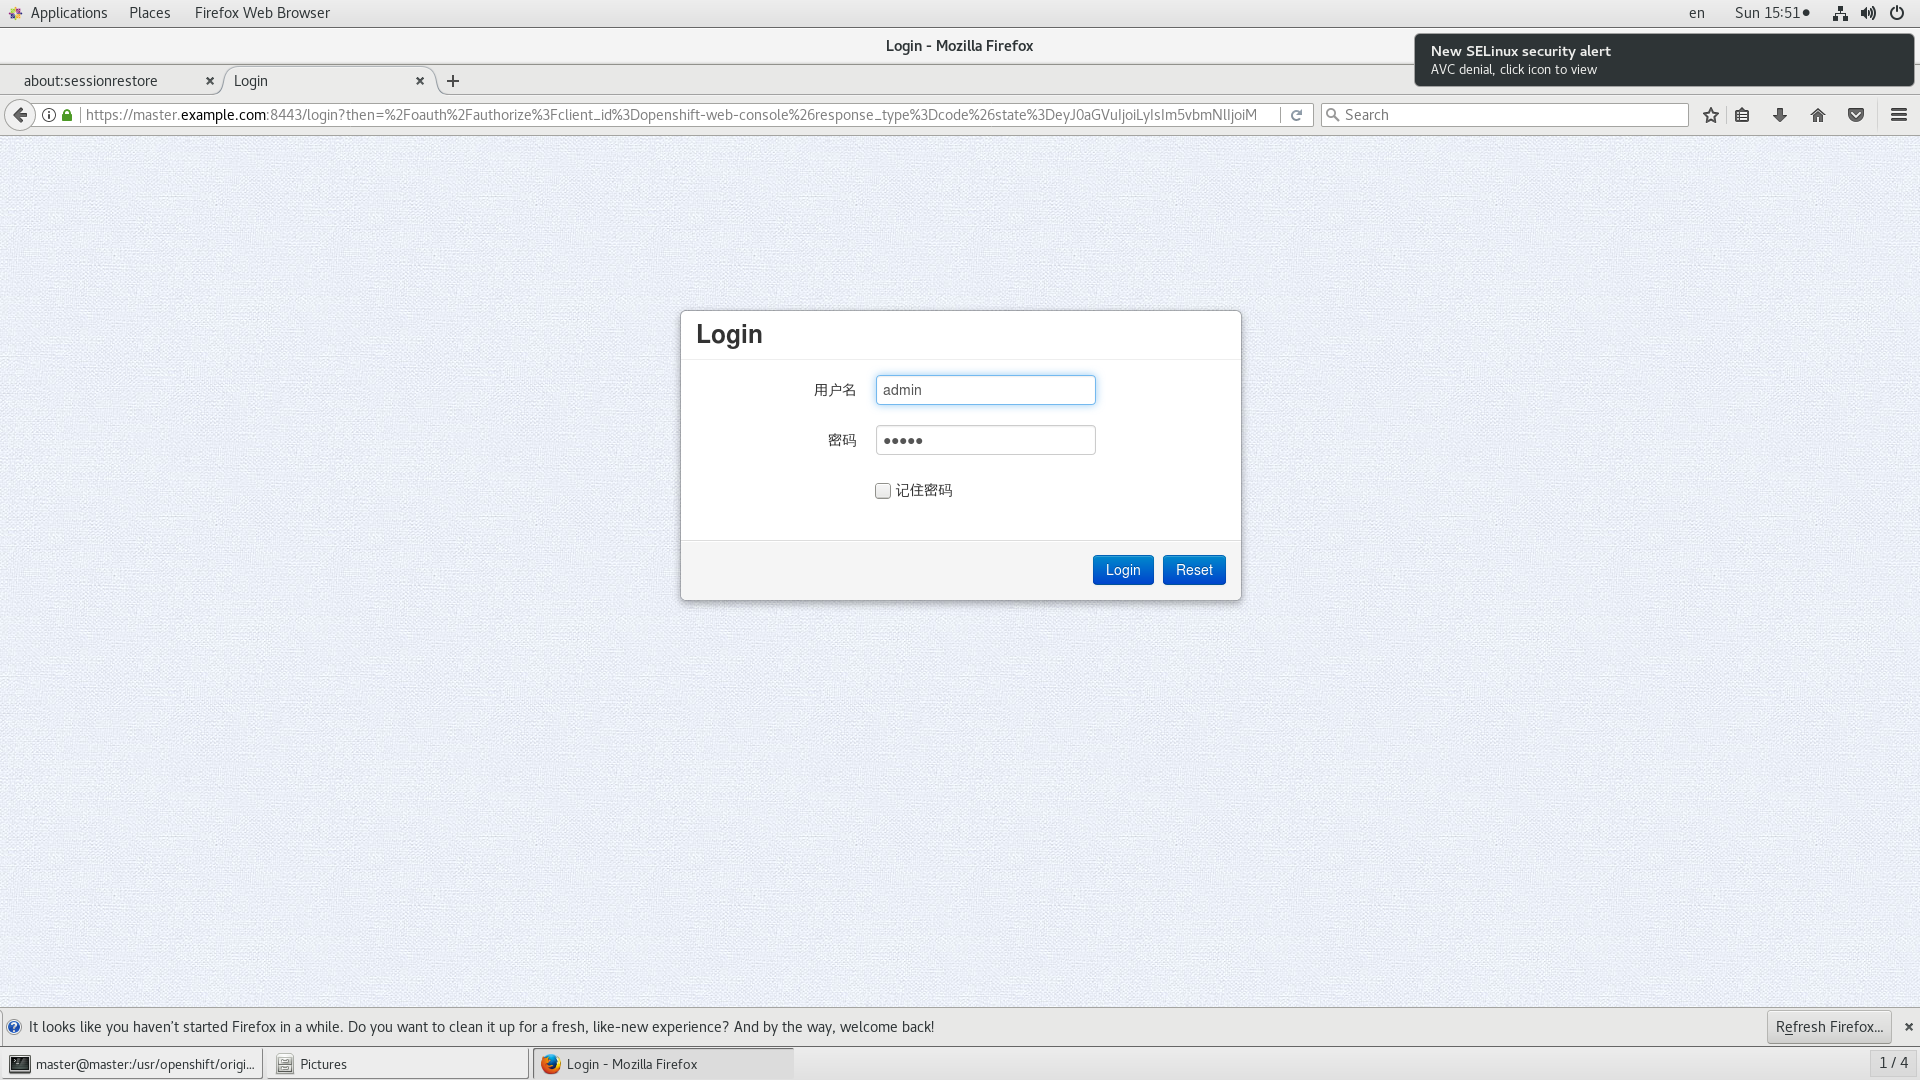 Applications Places Firefox Web Browser en Sun 15:51
Login - Mozilla Firefox
New SELinux security alert
AVC denial, click icon to view
about:sessionrestore Login
https://master.example.com:8443/login?then=%2Foauth%2Fauthorize%3Fclient_id%3Dopenshift-web-console%26response_type%3Dcode%26state%3DeyJ0aGVuIjoiLyIsIm5vbmNlIjoiM Search
Login
用户名 admin
密码 •••••
记住密码
Login Reset
It looks like you haven't started Firefox in a while. Do you want to clean it up for a fresh, like-new experience? And by the way, welcome back! Refresh Firefox...
master@master:/usr/openshift/origi... Pictures Login - Mozilla Firefox 1 / 4